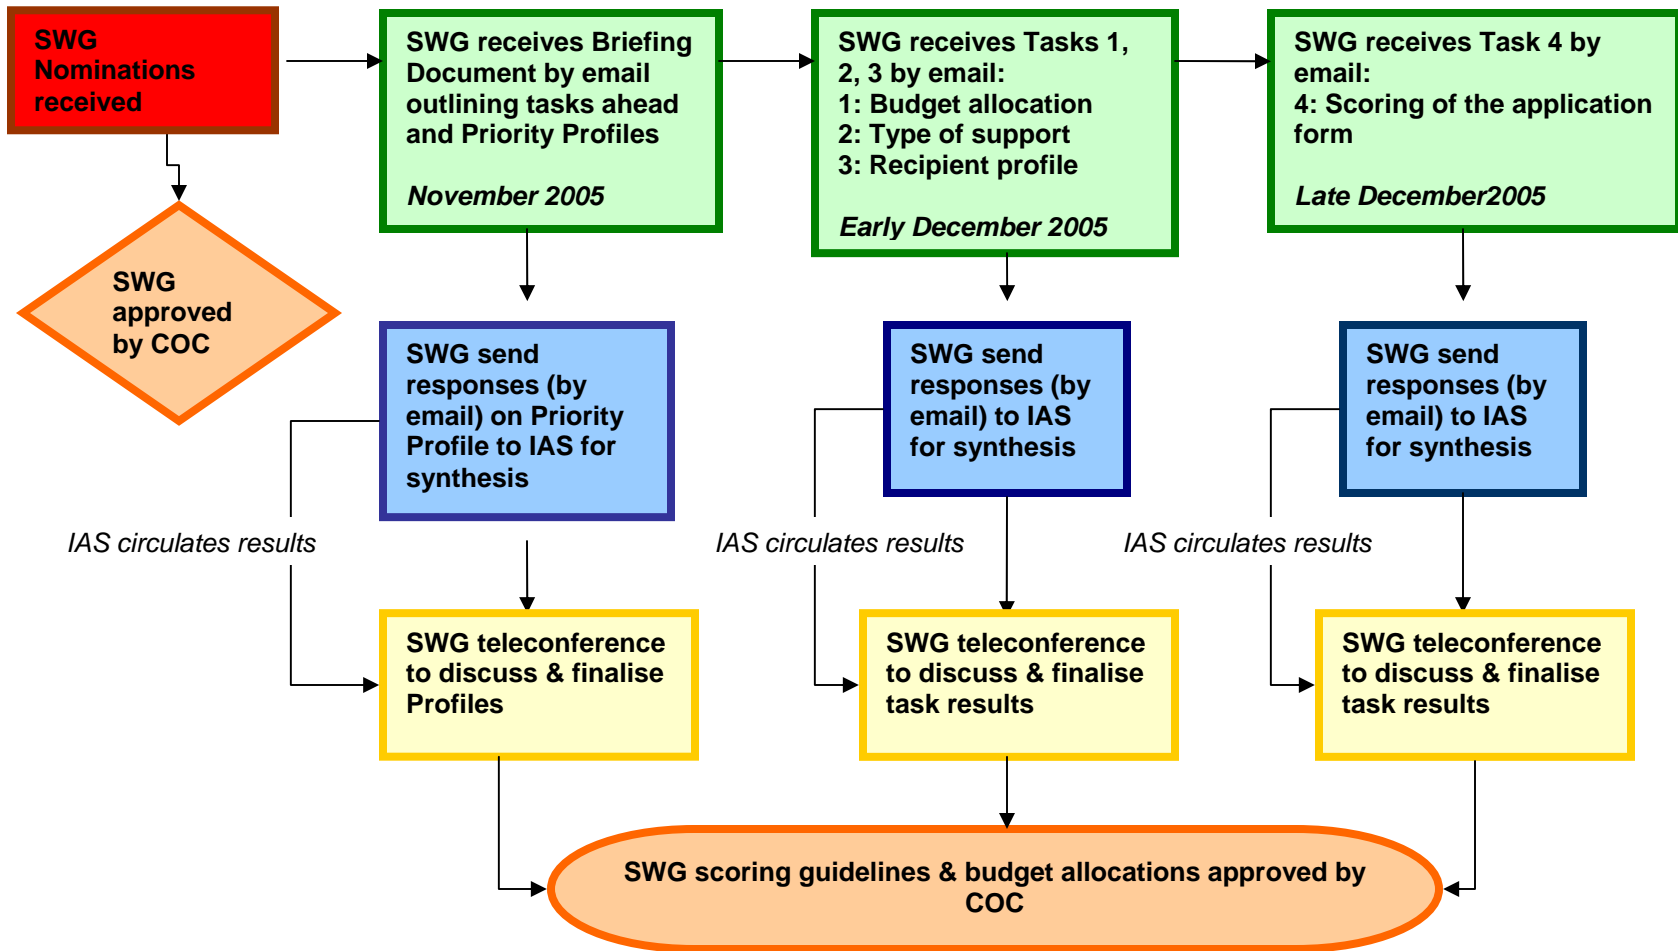 SWG
Nominations
received
SWG receives Briefing
Document by email
outlining tasks ahead
and Priority Profiles
November 2005
SWG receives Tasks 1,
2, 3 by email:
1: Budget allocation
2: Type of support
3: Recipient profile
Early December 2005
SWG receives Task 4 by
email:
4: Scoring of the application
form
Late December2005
SWG
approved
by COC
SWG send
responses (by
email) on Priority
Profile to IAS for
synthesis
SWG send
responses (by
email) to IAS
for synthesis
SWG send
responses (by
email) to IAS
for synthesis
IAS circulates results
IAS circulates results
IAS circulates results
SWG teleconference
to discuss & finalise
Profiles
SWG teleconference
to discuss & finalise
task results
SWG teleconference
to discuss & finalise
task results
SWG scoring guidelines & budget allocations approved by
COC